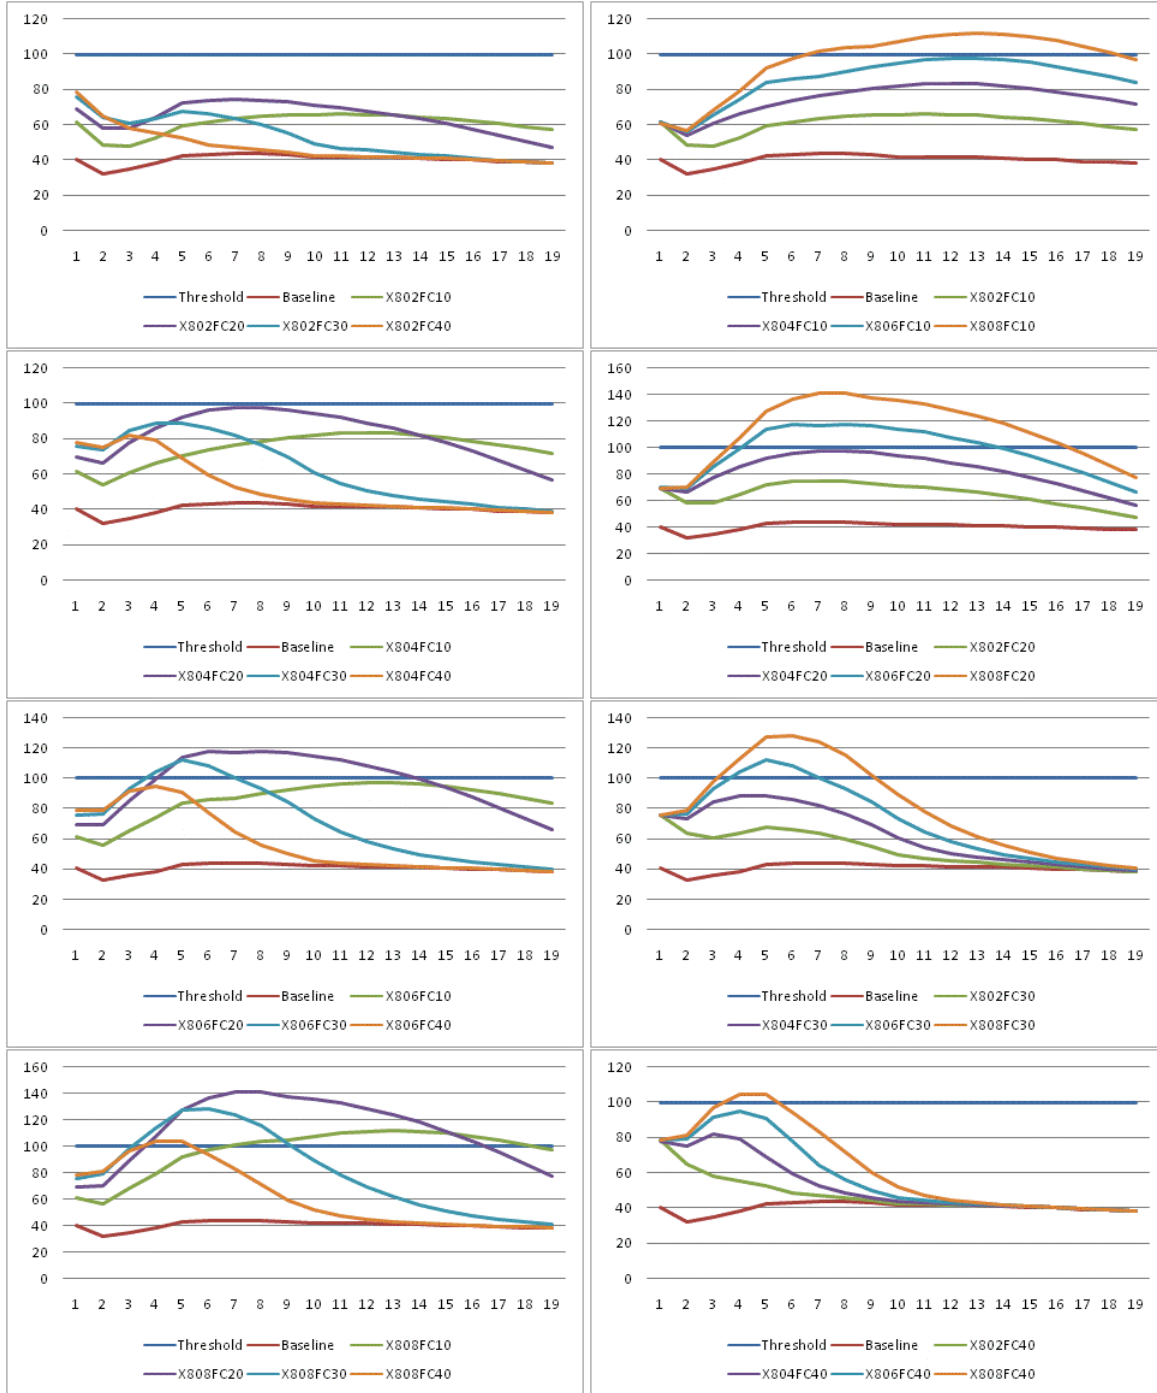 120
100
80
60
40
20
0
1 2 3 4 5 6 7 8 9 10 11 12 13 14 15 16 17 18 19
Threshold Baseline X802FC10
X802FC20 X802FC30 X802FC40
120
100
80
60
40
20
0
1 2 3 4 5 6 7 8 9 10 11 12 13 14 15 16 17 18 19
Threshold Baseline X802FC10
X804FC10 X806FC10 X808FC10
120
100
80
60
40
20
0
1 2 3 4 5 6 7 8 9 10 11 12 13 14 15 16 17 18 19
Threshold Baseline X804FC10
X804FC20 X804FC30 X804FC40
160
140
120
100
80
60
40
20
0
1 2 3 4 5 6 7 8 9 10 11 12 13 14 15 16 17 18 19
Threshold Baseline X802FC20
X804FC20 X806FC20 X808FC20
140
120
100
80
60
40
20
0
1 2 3 4 5 6 7 8 9 10 11 12 13 14 15 16 17 18 19
Threshold Baseline X806FC10
X806FC20 X806FC30 X806FC40
140
120
100
80
60
40
20
0
1 2 3 4 5 6 7 8 9 10 11 12 13 14 15 16 17 18 19
Threshold Baseline X802FC30
X804FC30 X806FC30 X808FC30
160
140
120
100
80
60
40
20
0
1 2 3 4 5 6 7 8 9 10 11 12 13 14 15 16 17 18 19
Threshold Baseline X808FC10
X808FC20 X808FC30 X808FC40
120
100
80
60
40
20
0
1 2 3 4 5 6 7 8 9 10 11 12 13 14 15 16 17 18 19
Threshold Baseline X802FC40
X804FC40 X806FC40 X808FC40